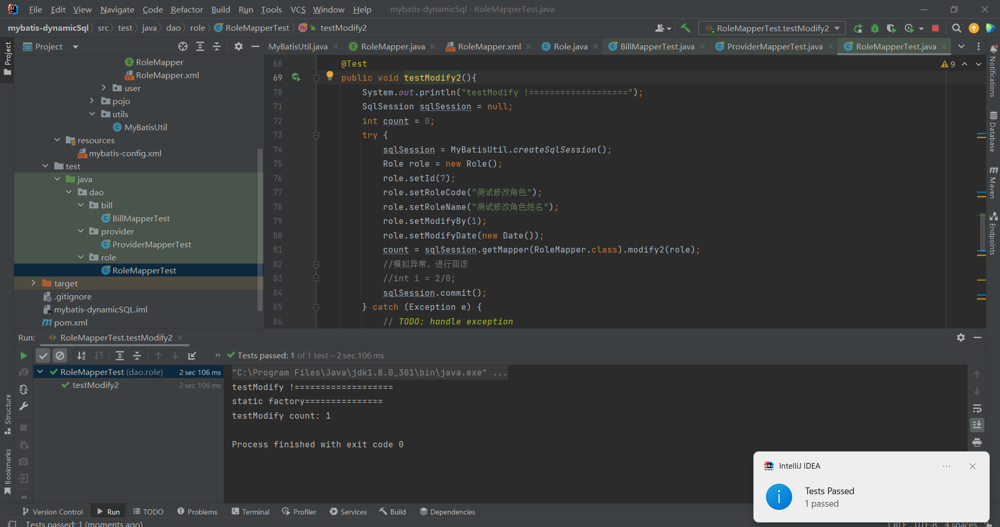 File Edit View Navigate Code Refactor Build Run Tools VCS Window Help mybatis-dynamicSql - RoleMapperTest.java
mybatis-dynamicSql src test java dao role RoleMapperTest testModify2 RoleMapperTest.testModify2
Project
MyBatisUtil.java RoleMapper.java RoleMapper.xml Role.java BillMapperTest.java ProviderMapperTest.java RoleMapperTest.java
Project
RoleMapper
RoleMapper.xml
user
pojo
utils
MyBatisUtil
resources
mybatis-config.xml
test
java
dao
bill
BillMapperTest
provider
ProviderMapperTest
role
RoleMapperTest
target
.gitignore
mybatis-dynamicSQL.iml
pom.xml
68 @Test
9
69 public void testModify2(){
70 System.out.println("testModify !===================");
71 SqlSession sqlSession = null;
72 int count = 0;
73 try {
74 sqlSession = MyBatisUtil.createSqlSession();
75 Role role = new Role();
76 role.setId(7);
77 role.setRoleCode("测试修改角色");
78 role.setRoleName("测试修改角色姓名");
79 role.setModifyBy(1);
80 role.setModifyDate(new Date());
81 count = sqlSession.getMapper(RoleMapper.class).modify2(role);
82 //模拟异常，进行回滚
83 //int i = 2/0;
84 sqlSession.commit();
85 } catch (Exception e) {
86 // TODO: handle exception
Notifications
Database
Maven
Endpoints
Run: RoleMapperTest.testModify2
Tests passed: 1 of 1 test – 2 sec 106 ms
RoleMapperTest (dao.role) 2 sec 106 ms
testModify2 2 sec 106 ms
"C:\Program Files\Java\jdk1.8.0_301\bin\java.exe" ...
testModify !===================
static factory===============
testModify count: 1
Process finished with exit code 0
Structure
Bookmarks
IntelliJ IDEA
Tests Passed
1 passed
Version Control Run TODO Problems Terminal Profiler Services Build Dependencies
Tests passed: 1 (moments ago) CRLF UTF-8 4 spaces